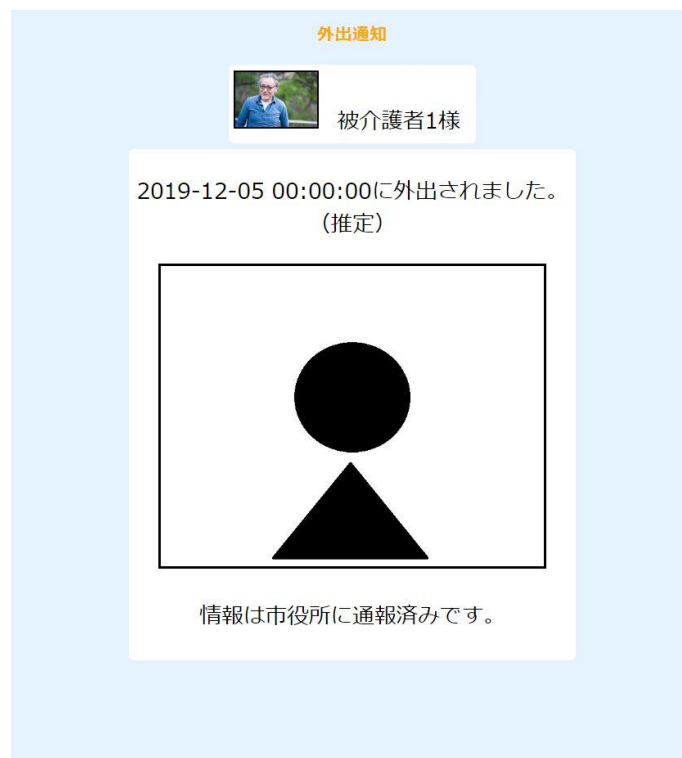 外出通知
被介護者1様
2019-12-05 00:00:00に外出されました。
（推定）
情報は市役所に通報済みです。